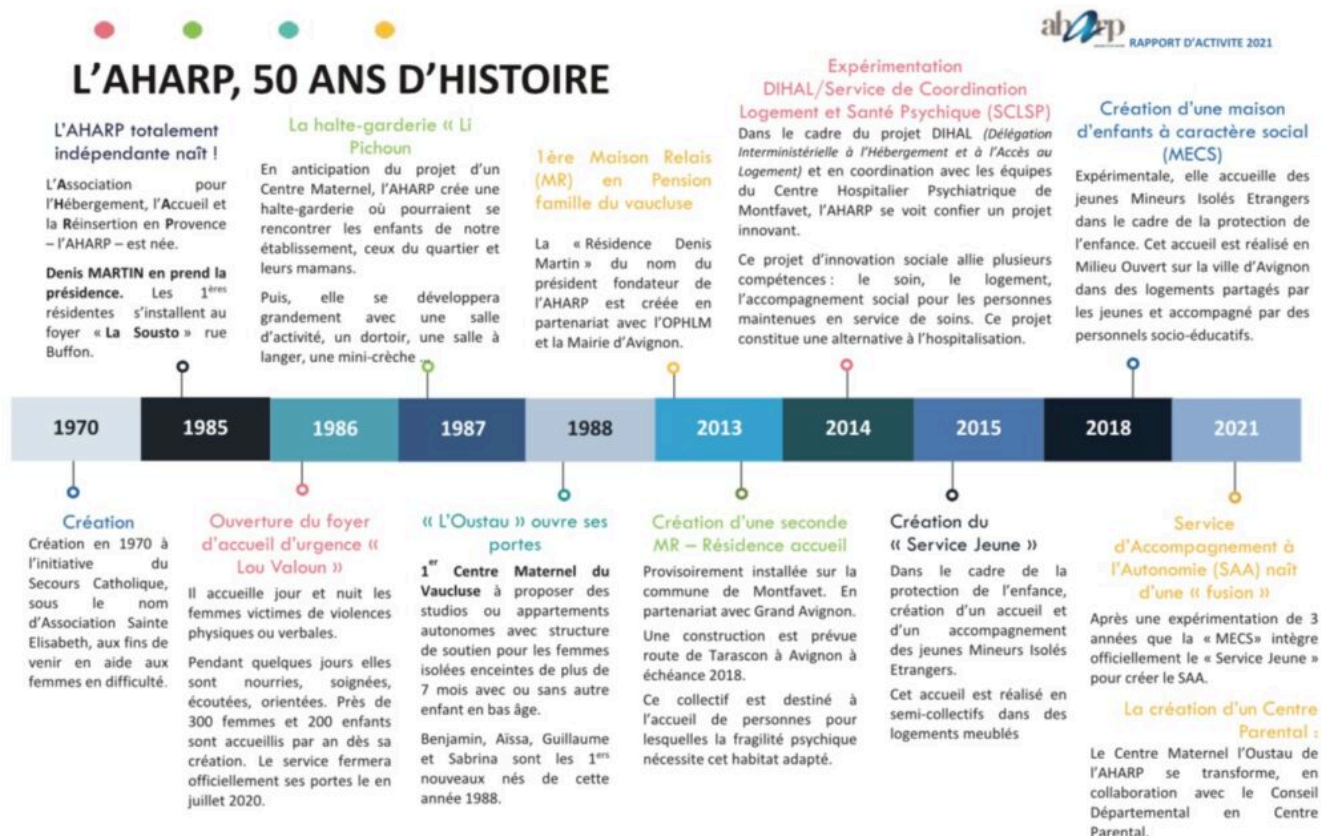 aharp
RAPPORT D'ACTIVITE 2021
L'AHARP, 50 ANS D'HISTOIRE
L'AHARP totalement
indépendante naît !
L'Association pour
l'Hébergement, l'Accueil et
la Réinsertion en Provence
– l'AHARP – est née.
Denis MARTIN en prend la
présidence. Les 1ères
résidentes s'installent au
foyer « La Sousto » rue
Buffon.
La halte-garderie « Li
Pichoun
En anticipation du projet d'un
Centre Maternel, l'AHARP crée une
halte-garderie où pourraient se
rencontrer les enfants de notre
établissement, ceux du quartier et
leurs mamans.
Puis, elle se développera
grandement avec une salle
d'activité, un dortoir, une salle à
langer, une mini-crèche ...
1ère Maison Relais
(MR) en Pension
famille du vaucluse
La « Résidence Denis
Martin » du nom du
président fondateur de
l'AHARP est créée en
partenariat avec l'OPHLM
et la Mairie d'Avignon.
Expérimentation
DIHAL/Service de Coordination
Logement et Santé Psychique (SCLSP)
Dans le cadre du projet DIHAL (Délégation
Interministérielle à l'Hébergement et à l'Accès au
Logement) et en coordination avec les équipes
du Centre Hospitalier Psychiatrique de
Montfavet, l'AHARP se voit confier un projet
innovant.
Ce projet d'innovation sociale allie plusieurs
compétences : le soin, le logement,
l'accompagnement social pour les personnes
maintenues en service de soins. Ce projet
constitue une alternative à l'hospitalisation.
Création d'une maison
d'enfants à caractère social
(MECS)
Expérimentale, elle accueille des
jeunes Mineurs Isolés Etrangers
dans le cadre de la protection de
l'enfance. Cet accueil est réalisé en
Milieu Ouvert sur la ville d'Avignon
dans des logements partagés par
les jeunes et accompagné par des
personnels socio-éducatifs.
1970 1985 1986 1987 1988 2013 2014 2015 2018 2021
Création
Création en 1970 à
l'initiative du
Secours Catholique,
sous le nom
d'Association Sainte
Elisabeth, aux fins de
venir en aide aux
femmes en difficulté.
Ouverture du foyer
d'accueil d'urgence «
Lou Valoun »
Il accueille jour et nuit les
femmes victimes de violences
physiques ou verbales.
Pendant quelques jours elles
sont nourries, soignées,
écoutées, orientées. Près de
300 femmes et 200 enfants
sont accueillis par an dès sa
création. Le service fermera
officiellement ses portes le en
juillet 2020.
« L'Oustau » ouvre ses
portes
1er Centre Maternel du
Vaucluse à proposer des
studios ou appartements
autonomes avec structure
de soutien pour les femmes
isolées enceintes de plus de
7 mois avec ou sans autre
enfant en bas âge.
Benjamin, Aïssa, Guillaume
et Sabrina sont les 1ers
nouveaux nés de cette
année 1988.
Création d'une seconde
MR – Résidence accueil
Provisoirement installée sur la
commune de Montfavet. En
partenariat avec Grand Avignon.
Une construction est prévue
route de Tarascon à Avignon à
échéance 2018.
Ce collectif est destiné à
l'accueil de personnes pour
lesquelles la fragilité psychique
nécessite cet habitat adapté.
Création du
« Service Jeune »
Dans le cadre de la
protection de l'enfance,
création d'un accueil et
d'un accompagnement
des jeunes Mineurs Isolés
Etrangers.
Cet accueil est réalisé en
semi-collectifs dans des
logements meublés
Service
d'Accompagnement à
l'Autonomie (SAA) naît
d'une « fusion »
Après une expérimentation de 3
années que la « MECS» intègre
officiellement le « Service Jeune »
pour créer le SAA.
La création d'un Centre
Parental :
Le Centre Maternel l'Oustau de
l'AHARP se transforme, en
collaboration avec le Conseil
Départemental en Centre
Parental.